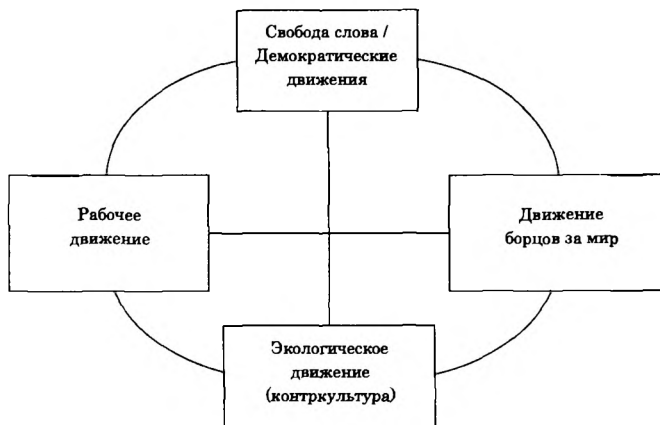 Свобода слова /
Демократические
движения
Рабочее
движение
Движение
борцов за мир
Экологическое
движение
(контркультура)